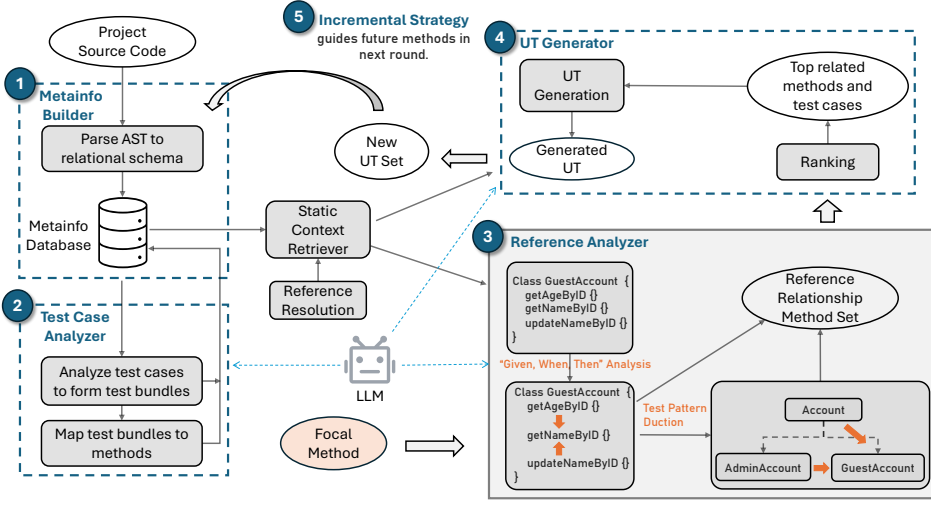 Project
Source Code
1
Metainfo
Builder
Parse AST to
relational schema
Metainfo
Database
2
Test Case
Analyzer
Analyze test cases
to form test bundles
Map test bundles to
methods
5
Incremental Strategy
guides future methods in
next round.
New
UT Set
Static
Context
Retriever
Reference
Resolution
LLM
Focal
Method
4
UT Generator
UT
Generation
Generated
UT
Top related
methods and
test cases
Ranking
3
Reference Analyzer
Class GuestAccount {
getAgeByID {}
getNameByID {}
updateNameByID {}
}
"Given, When, Then" Analysis
Class GuestAccount {
getAgeByID {}
getNameByID {}
updateNameByID {}
}
Test Pattern
Duction
Reference
Relationship
Method Set
Account
AdminAccount
GuestAccount